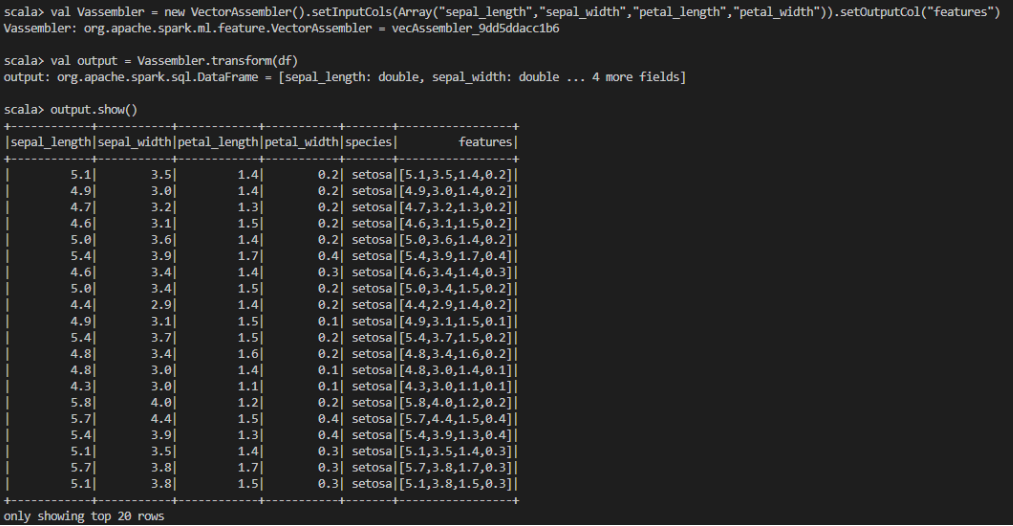 scala> val Vassembler = new VectorAssembler().setInputCols(Array("sepal_length","sepal_width","petal_length","petal_width")).setOutputCol("features")
Vassembler: org.apache.spark.ml.feature.VectorAssembler = vecAssembler_9dd5ddacc1b6
scala> val output = Vassembler.transform(df)
output: org.apache.spark.sql.DataFrame = [sepal_length: double, sepal_width: double ... 4 more fields]
scala> output.show()
+------------+-----------+------------+-----------+-------+-----------------+
|sepal_length|sepal_width|petal_length|petal_width|species|         features|
+------------+-----------+------------+-----------+-------+-----------------+
|         5.1|        3.5|         1.4|        0.2| setosa|[5.1,3.5,1.4,0.2]|
|         4.9|        3.0|         1.4|        0.2| setosa|[4.9,3.0,1.4,0.2]|
|         4.7|        3.2|         1.3|        0.2| setosa|[4.7,3.2,1.3,0.2]|
|         4.6|        3.1|         1.5|        0.2| setosa|[4.6,3.1,1.5,0.2]|
|         5.0|        3.6|         1.4|        0.2| setosa|[5.0,3.6,1.4,0.2]|
|         5.4|        3.9|         1.7|        0.4| setosa|[5.4,3.9,1.7,0.4]|
|         4.6|        3.4|         1.4|        0.3| setosa|[4.6,3.4,1.4,0.3]|
|         5.0|        3.4|         1.5|        0.2| setosa|[5.0,3.4,1.5,0.2]|
|         4.4|        2.9|         1.4|        0.2| setosa|[4.4,2.9,1.4,0.2]|
|         4.9|        3.1|         1.5|        0.1| setosa|[4.9,3.1,1.5,0.1]|
|         5.4|        3.7|         1.5|        0.2| setosa|[5.4,3.7,1.5,0.2]|
|         4.8|        3.4|         1.6|        0.2| setosa|[4.8,3.4,1.6,0.2]|
|         4.8|        3.0|         1.4|        0.1| setosa|[4.8,3.0,1.4,0.1]|
|         4.3|        3.0|         1.1|        0.1| setosa|[4.3,3.0,1.1,0.1]|
|         5.8|        4.0|         1.2|        0.2| setosa|[5.8,4.0,1.2,0.2]|
|         5.7|        4.4|         1.5|        0.4| setosa|[5.7,4.4,1.5,0.4]|
|         5.4|        3.9|         1.3|        0.4| setosa|[5.4,3.9,1.3,0.4]|
|         5.1|        3.5|         1.4|        0.3| setosa|[5.1,3.5,1.4,0.3]|
|         5.7|        3.8|         1.7|        0.3| setosa|[5.7,3.8,1.7,0.3]|
|         5.1|        3.8|         1.5|        0.3| setosa|[5.1,3.8,1.5,0.3]|
+------------+-----------+------------+-----------+-------+-----------------+
only showing top 20 rows